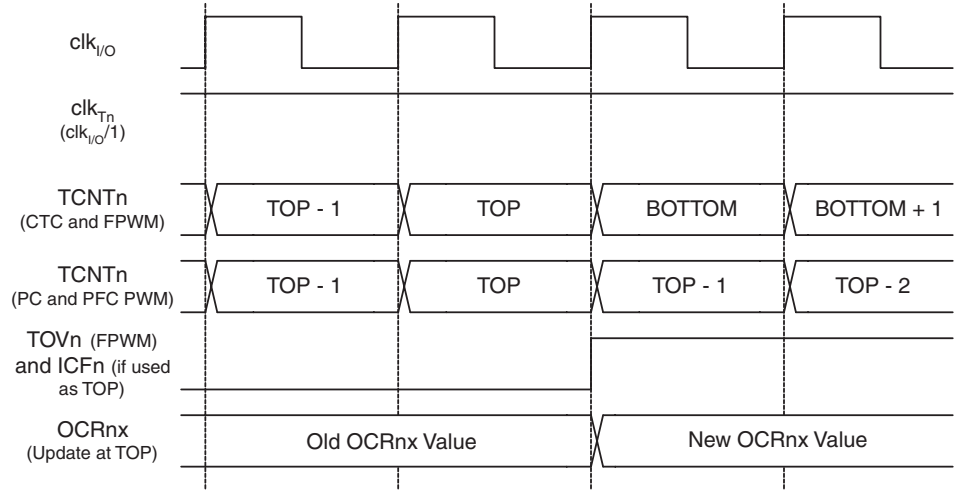 clkI/O
clkTn
(clkI/O/1)
TCNTn
(CTC and FPWM)
TOP - 1 TOP BOTTOM BOTTOM + 1
TCNTn
(PC and PFC PWM)
TOP - 1 TOP TOP - 1 TOP - 2
TOVn (FPWM)
and ICFn (if used
as TOP)
OCRnx
(Update at TOP)
Old OCRnx Value New OCRnx Value